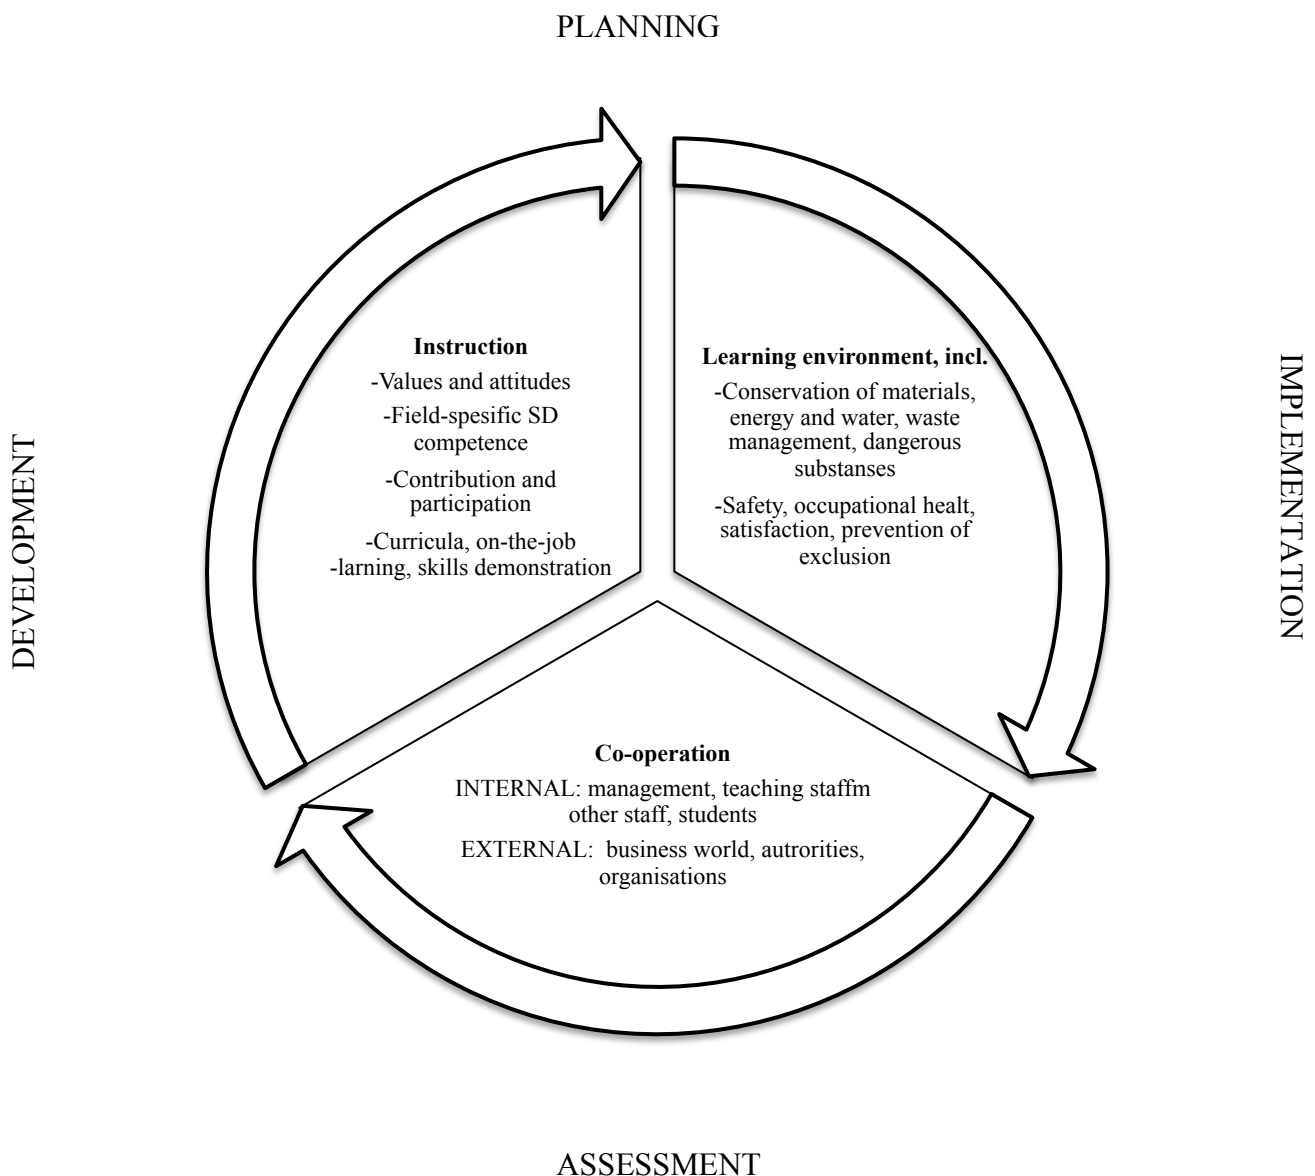 PLANNING
Instruction
-Values and attitudes
-Field-spesific SD
competence
-Contribution and
participation
-Curricula, on-the-job
-larning, skills demonstration
Learning environment, incl.
-Conservation of materials,
energy and water, waste
management, dangerous
substanses
-Safety, occupational healt,
satisfaction, prevention of
exclusion
DEVELOPMENT
IMPLEMENTATION
Co-operation
INTERNAL: management, teaching staffm
other staff, students
EXTERNAL:  business world, autrorities,
organisations
ASSESSMENT